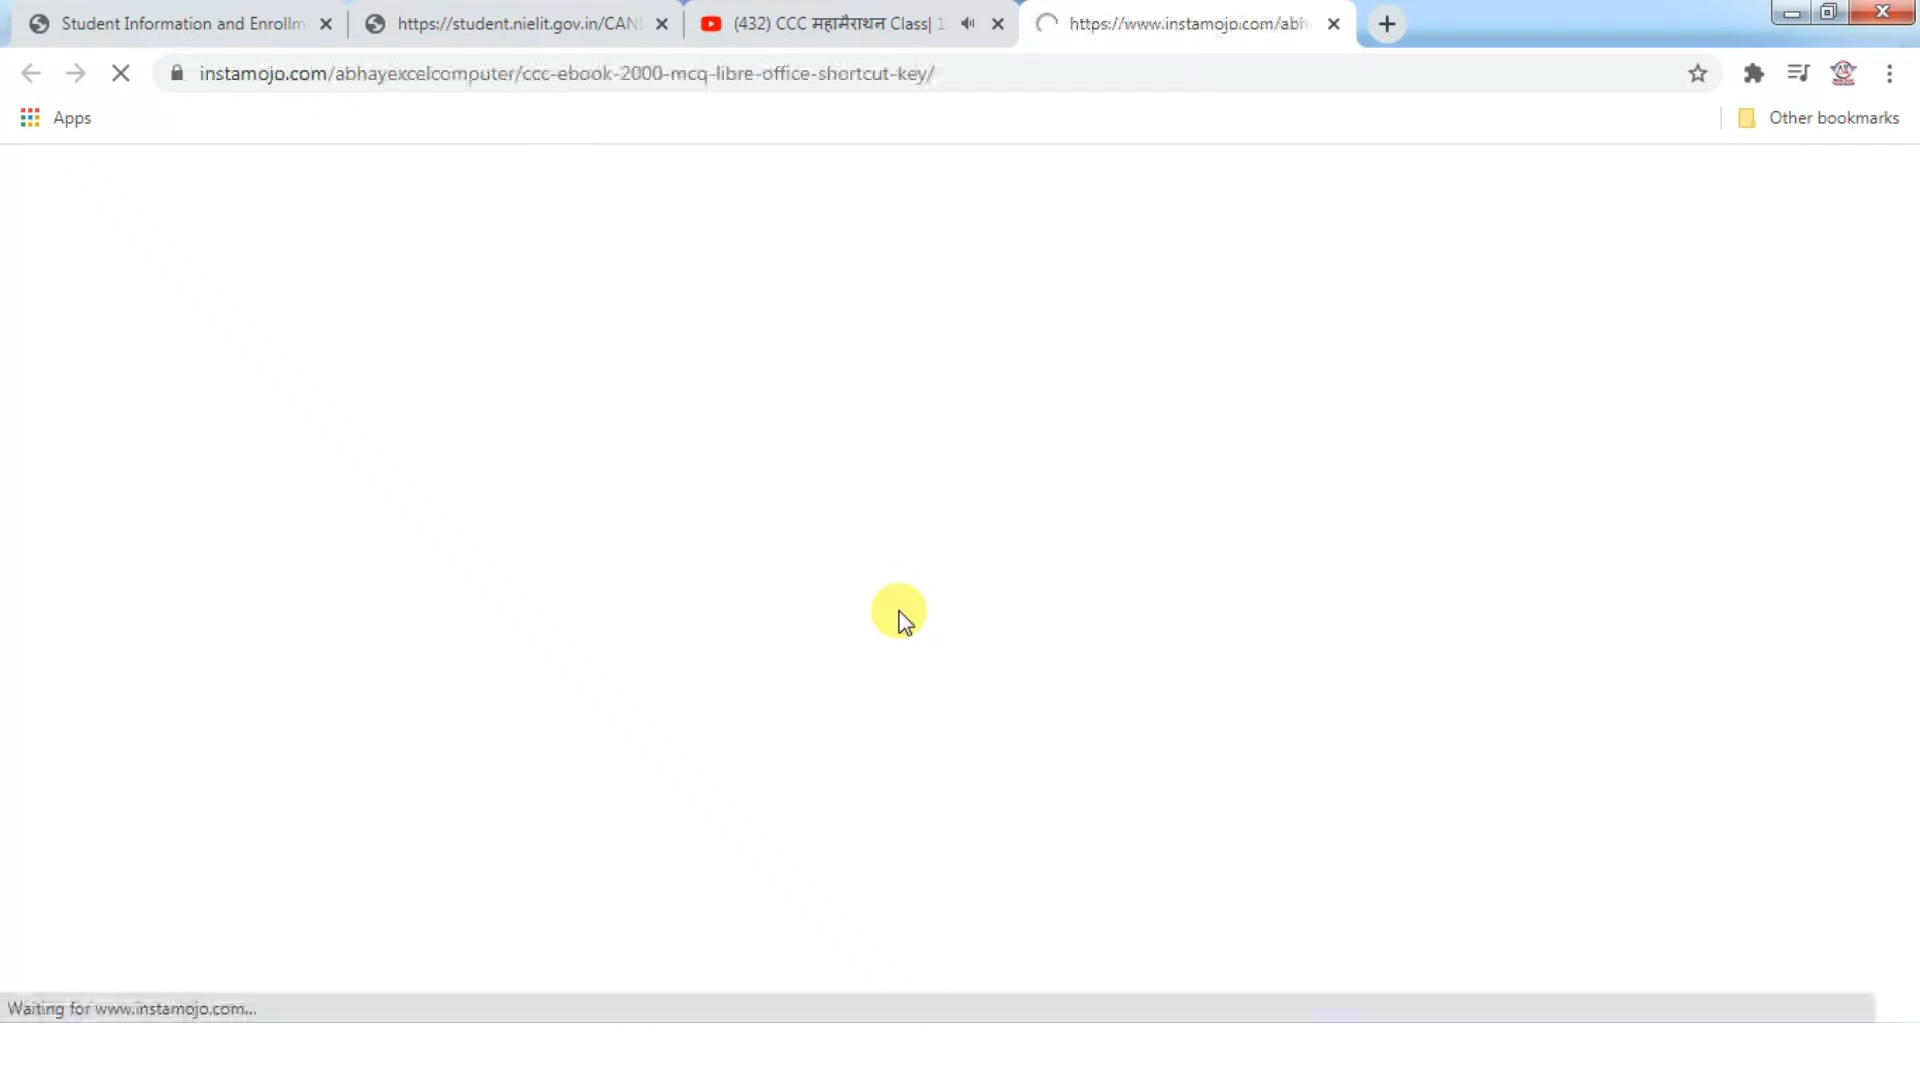 Student Information and Enrollm
https://student.nielit.gov.in/CAN
(432) CCC महामैराथन Class| 1
https://www.instamojo.com/abh
instamojo.com/abhayexcelcomputer/ccc-ebook-2000-mcq-libre-office-shortcut-key/
Apps
Other bookmarks
Waiting for www.instamojo.com...